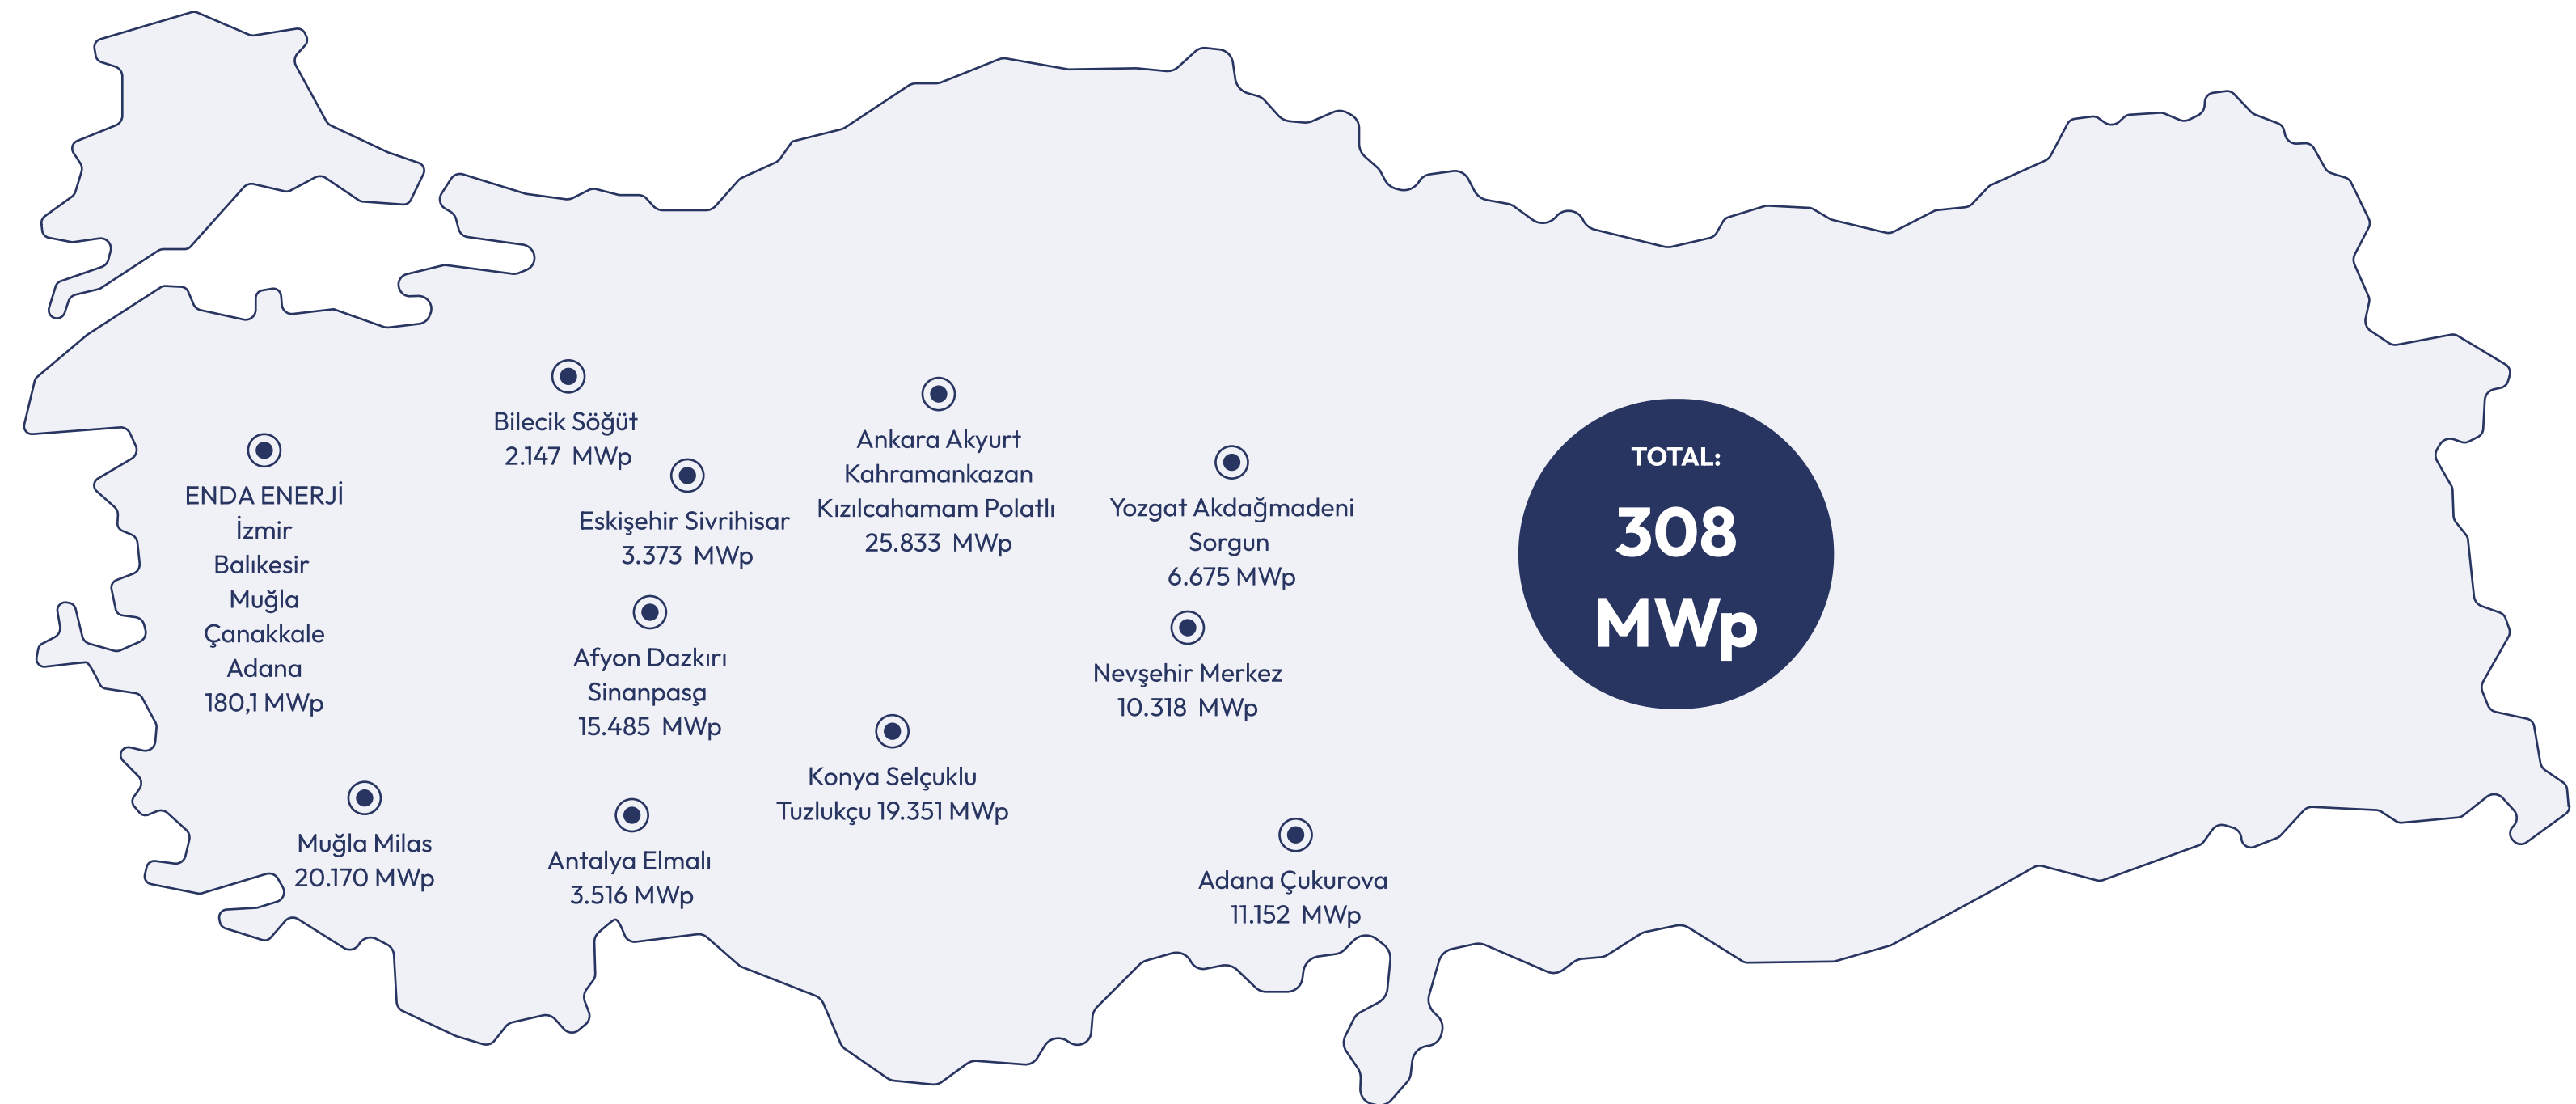 Bilecik Söğüt
2.147 MWp
Ankara Akyurt
Kahramankazan
Kızılcahamam Polatlı
25.833 MWp
ENDA ENERJİ
İzmir
Balıkesir
Muğla
Çanakkale
Adana
180,1 MWp
Eskişehir Sivrihisar
3.373 MWp
Yozgat Akdağmadeni
Sorgun
6.675 MWp
TOTAL:
308
MWp
Afyon Dazkırı
Sinanpaşa
15.485 MWp
Nevşehir Merkez
10.318 MWp
Konya Selçuklu
Tuzlukçu 19.351 MWp
Muğla Milas
20.170 MWp
Antalya Elmalı
3.516 MWp
Adana Çukurova
11.152 MWp